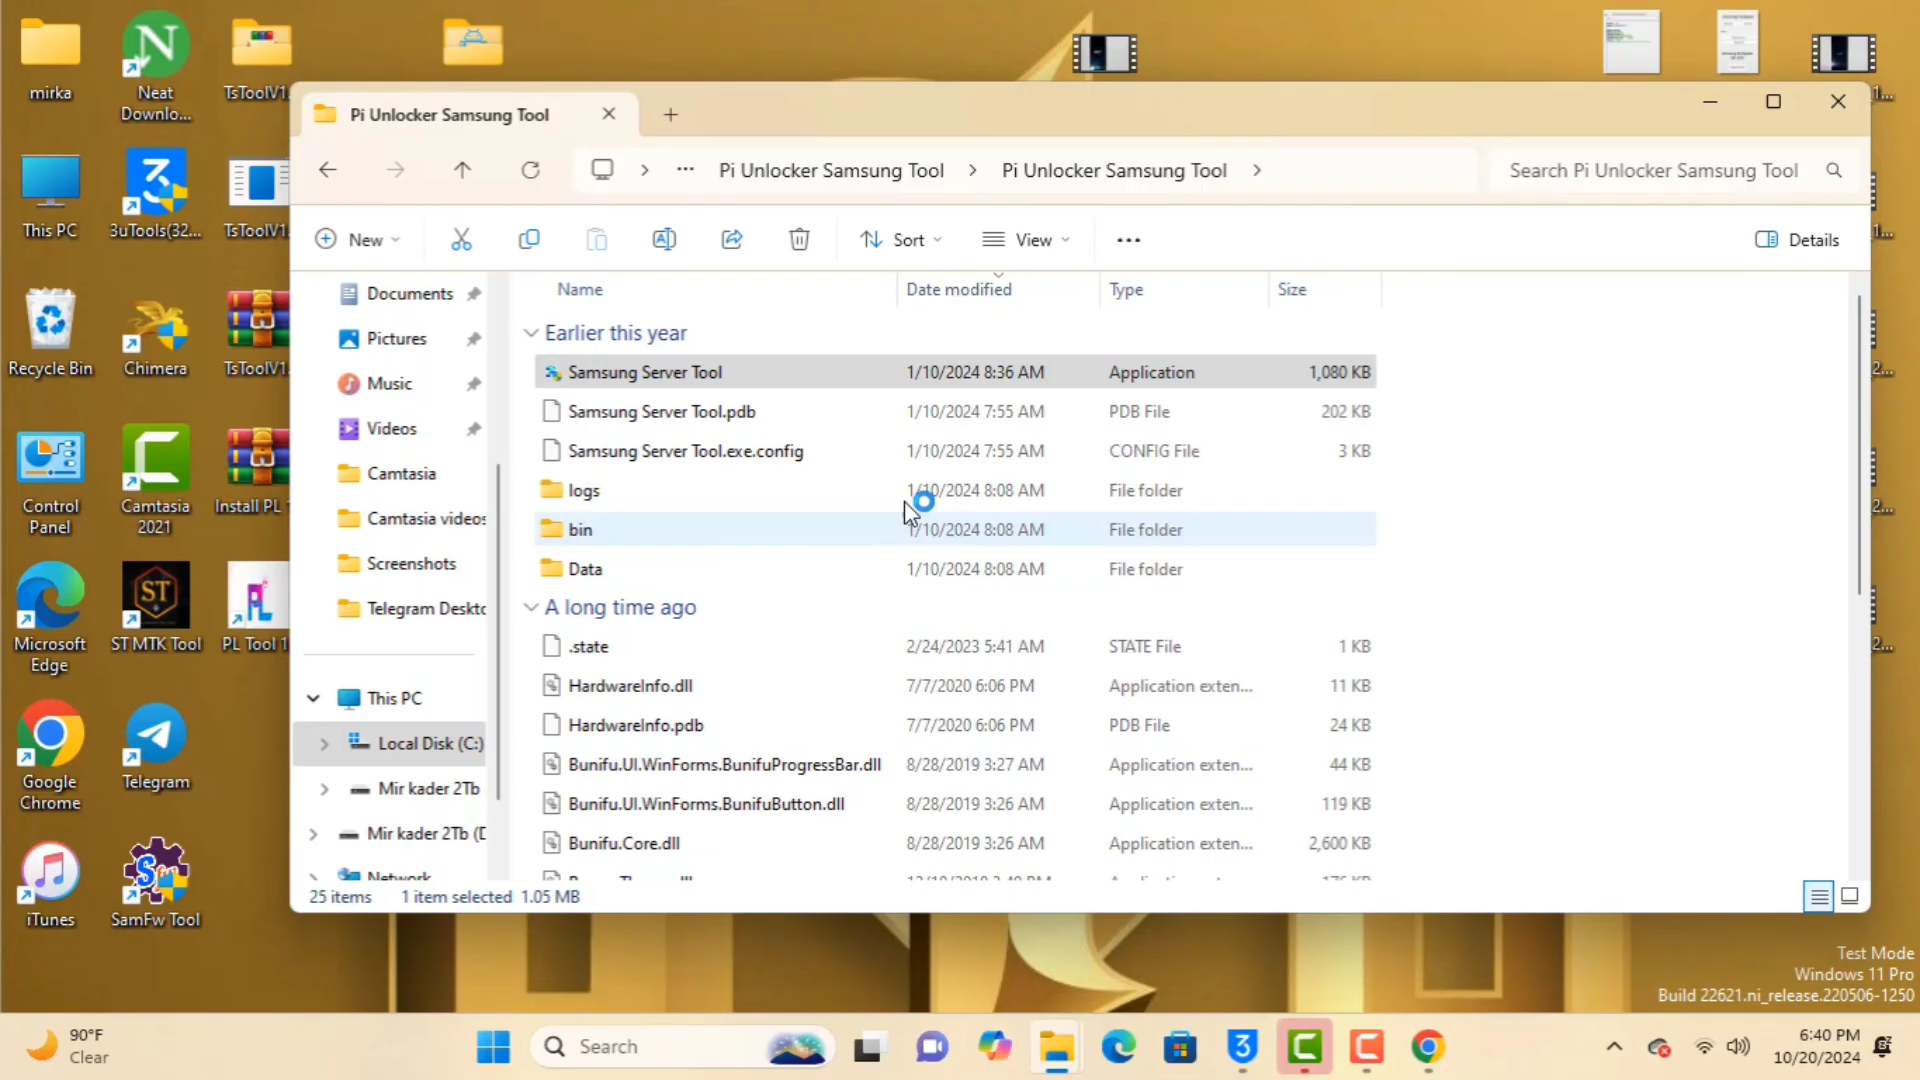 mirka
Neat
Downlo...
TsToolV1.
This PC
3uTools(32...
TsToolV1.
Recycle Bin
Chimera
TsToolV1.
Control
Panel
Camtasia
2021
Install PL
Microsoft
Edge
ST MTK Tool
PL Tool 1
Google
Chrome
Telegram
iTunes
SamFw Tool
Pi Unlocker Samsung Tool
Pi Unlocker Samsung Tool > Pi Unlocker Samsung Tool >
Search Pi Unlocker Samsung Tool
New
Sort
View
Details
Documents
Pictures
Music
Videos
Camtasia
Camtasia videos
Screenshots
Telegram Deskto
This PC
Local Disk (C:)
Mir kader 2Tb
Mir kader 2Tb (D
Network
Name Date modified Type Size
Earlier this year
Samsung Server Tool 1/10/2024 8:36 AM Application 1,080 KB
Samsung Server Tool.pdb 1/10/2024 7:55 AM PDB File 202 KB
Samsung Server Tool.exe.config 1/10/2024 7:55 AM CONFIG File 3 KB
logs 1/10/2024 8:08 AM File folder
bin 1/10/2024 8:08 AM File folder
Data 1/10/2024 8:08 AM File folder
A long time ago
.state 2/24/2023 5:41 AM STATE File 1 KB
HardwareInfo.dll 7/7/2020 6:06 PM Application exten... 11 KB
HardwareInfo.pdb 7/7/2020 6:06 PM PDB File 24 KB
Bunifu.UI.WinForms.BunifuProgressBar.dll 8/28/2019 3:27 AM Application exten... 44 KB
Bunifu.UI.WinForms.BunifuButton.dll 8/28/2019 3:26 AM Application exten... 119 KB
Bunifu.Core.dll 8/28/2019 3:26 AM Application exten... 2,600 KB
25 items 1 item selected 1.05 MB
Test Mode
Windows 11 Pro
Build 22621.ni_release.220506-1250
90°F
Clear
Search
6:40 PM
10/20/2024